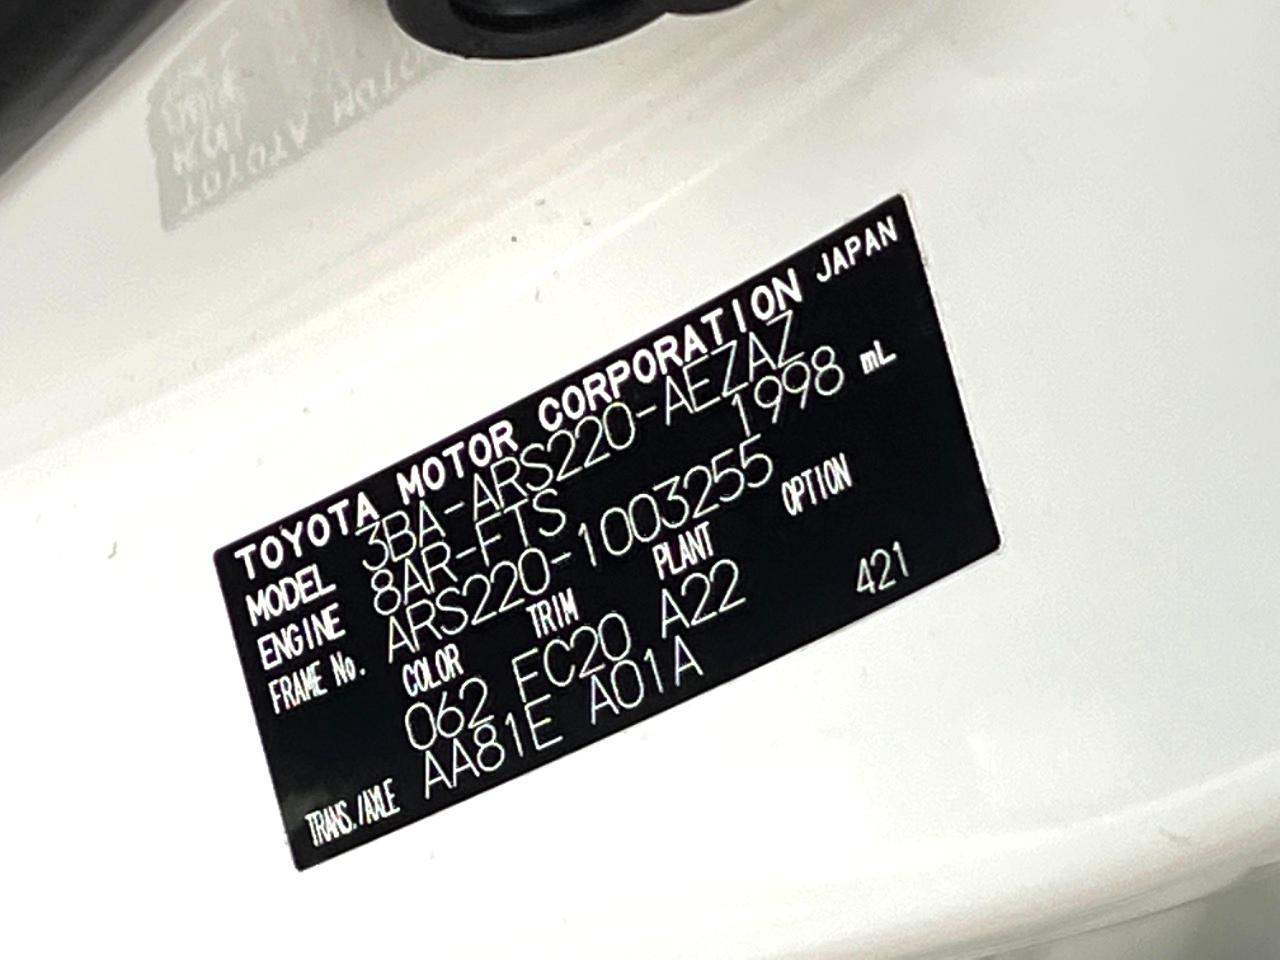 TOYOTA MOTOR CORPORATION JAPAN
MODEL 3BA-ARS220-AEZAZ
ENGINE 8AR-FTS 1998 mL
FRAME No. ARS220-1003255
COLOR TRIM PLANT OPTION
062 FC20 A22
TRANS./AXLE AA81E A01A 421